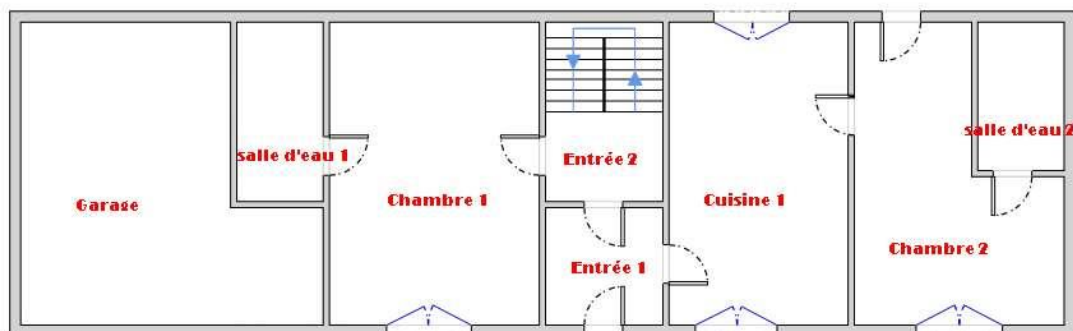 salle d'eau 1
Garage
Chambre 1
Entrée 2
Entrée 1
Cuisine 1
salle d'eau 2
Chambre 2